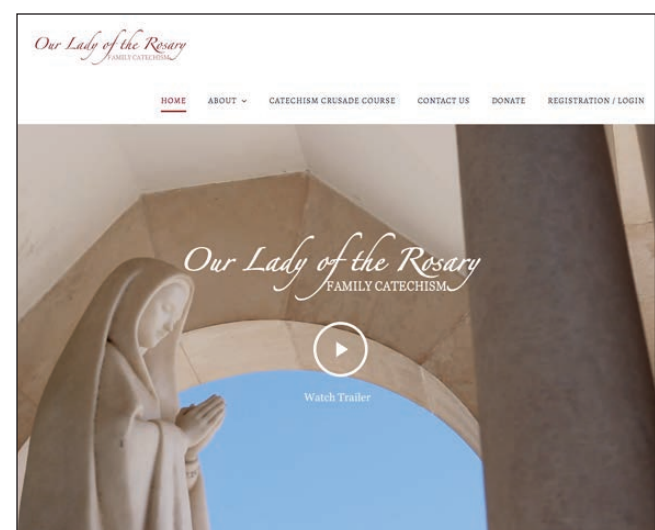 Our Lady of the Rosary
FAMILY CATECHISM
HOME ABOUT CATECHISM CRUSADE COURSE CONTACT US DONATE REGISTRATION / LOGIN
Our Lady of the Rosary
FAMILY CATECHISM
Watch Trailer